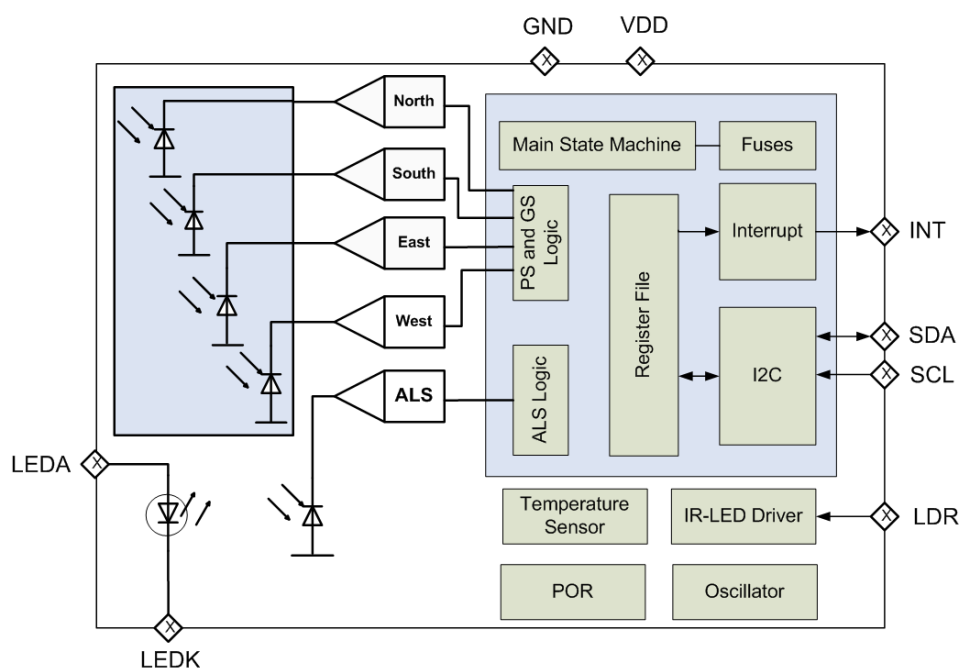 GND
VDD
North
South
East
West
ALS
Main State Machine
Fuses
PS and GS
Logic
ALS Logic
Register File
Interrupt
I2C
INT
SDA
SCL
LEDA
LEDK
Temperature
Sensor
IR-LED Driver
LDR
POR
Oscillator